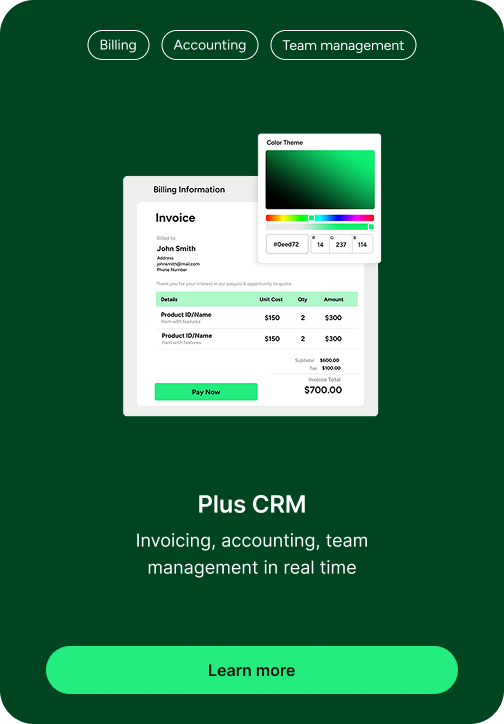 Billing
Accounting
Team management
Color Theme
#0eed72
R
14
G
237
B
114
Billing Information
Invoice
Billed to
John Smith
Address
johnsmith@mail.com
Phone Number
Thank you for your interest in our psayos & opportunity to quote.
Details Unit Cost Qty Amount
Product ID/Name $150 2 $300
Item with features
Product ID/Name $150 2 $300
Item with features
Subtotal $600.00
Tax $100.00
Invoice Total
$700.00
Pay Now
Plus CRM
Invoicing, accounting, team
management in real time
Learn more